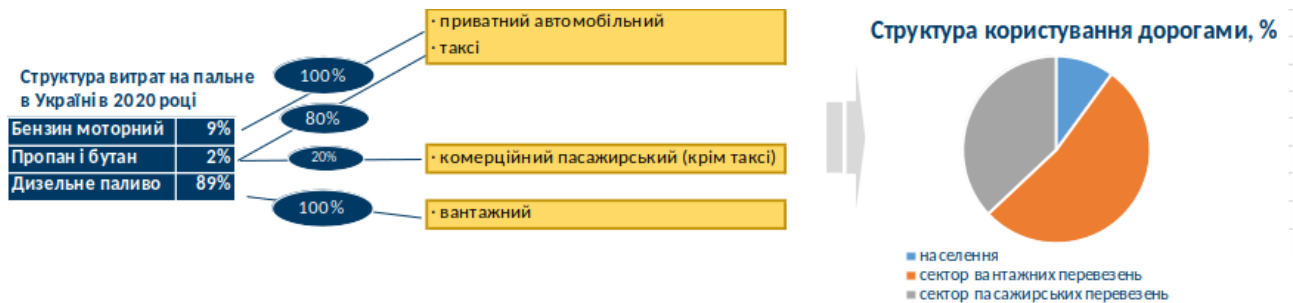 Структура витрат на пальне
в Україні в 2020 році
Бензин моторний 9%
Пропан і бутан 2%
Дизельне паливо 89%
100%
80%
20%
100%
· приватний автомобільний
· таксі
· комерційний пасажирський (крім таксі)
· вантажний
Структура користування дорогами, %
населення
сектор вантажних перевезень
сектор пасажирських перевезень